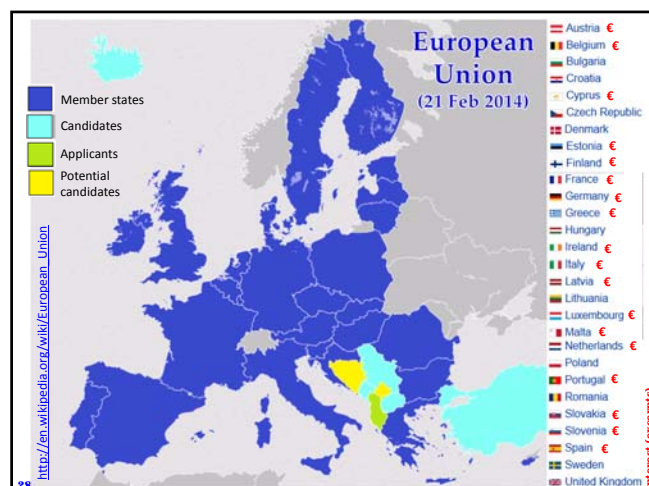 European
Union
(21 Feb 2014)
Member states
Candidates
Applicants
Potential
candidates
http://en.wikipedia.org/wiki/European_Union
Austria €
Belgium €
Bulgaria
Croatia
Cyprus €
Czech Republic
Denmark
Estonia €
Finland €
France €
Germany €
Greece €
Hungary
Ireland €
Italy €
Latvia €
Lithuania
Luxembourg €
Malta €
Netherlands €
Poland
Portugal €
Romania
Slovakia €
Slovenia €
Spain €
Sweden
United Kingdom